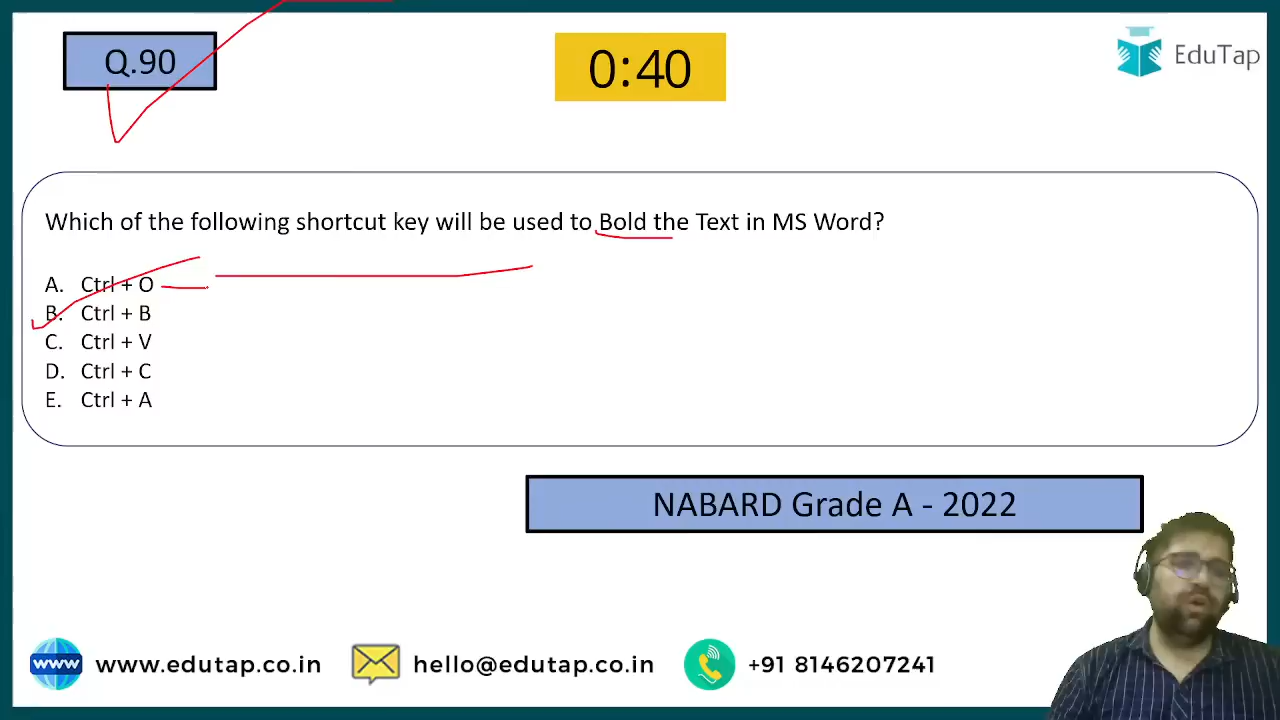 Q.90
0:40
EduTap
Which of the following shortcut key will be used to Bold the Text in MS Word?
A. Ctrl + O
B. Ctrl + B
C. Ctrl + V
D. Ctrl + C
E. Ctrl + A
NABARD Grade A - 2022
www www.edutap.co.in hello@edutap.co.in +91 8146207241